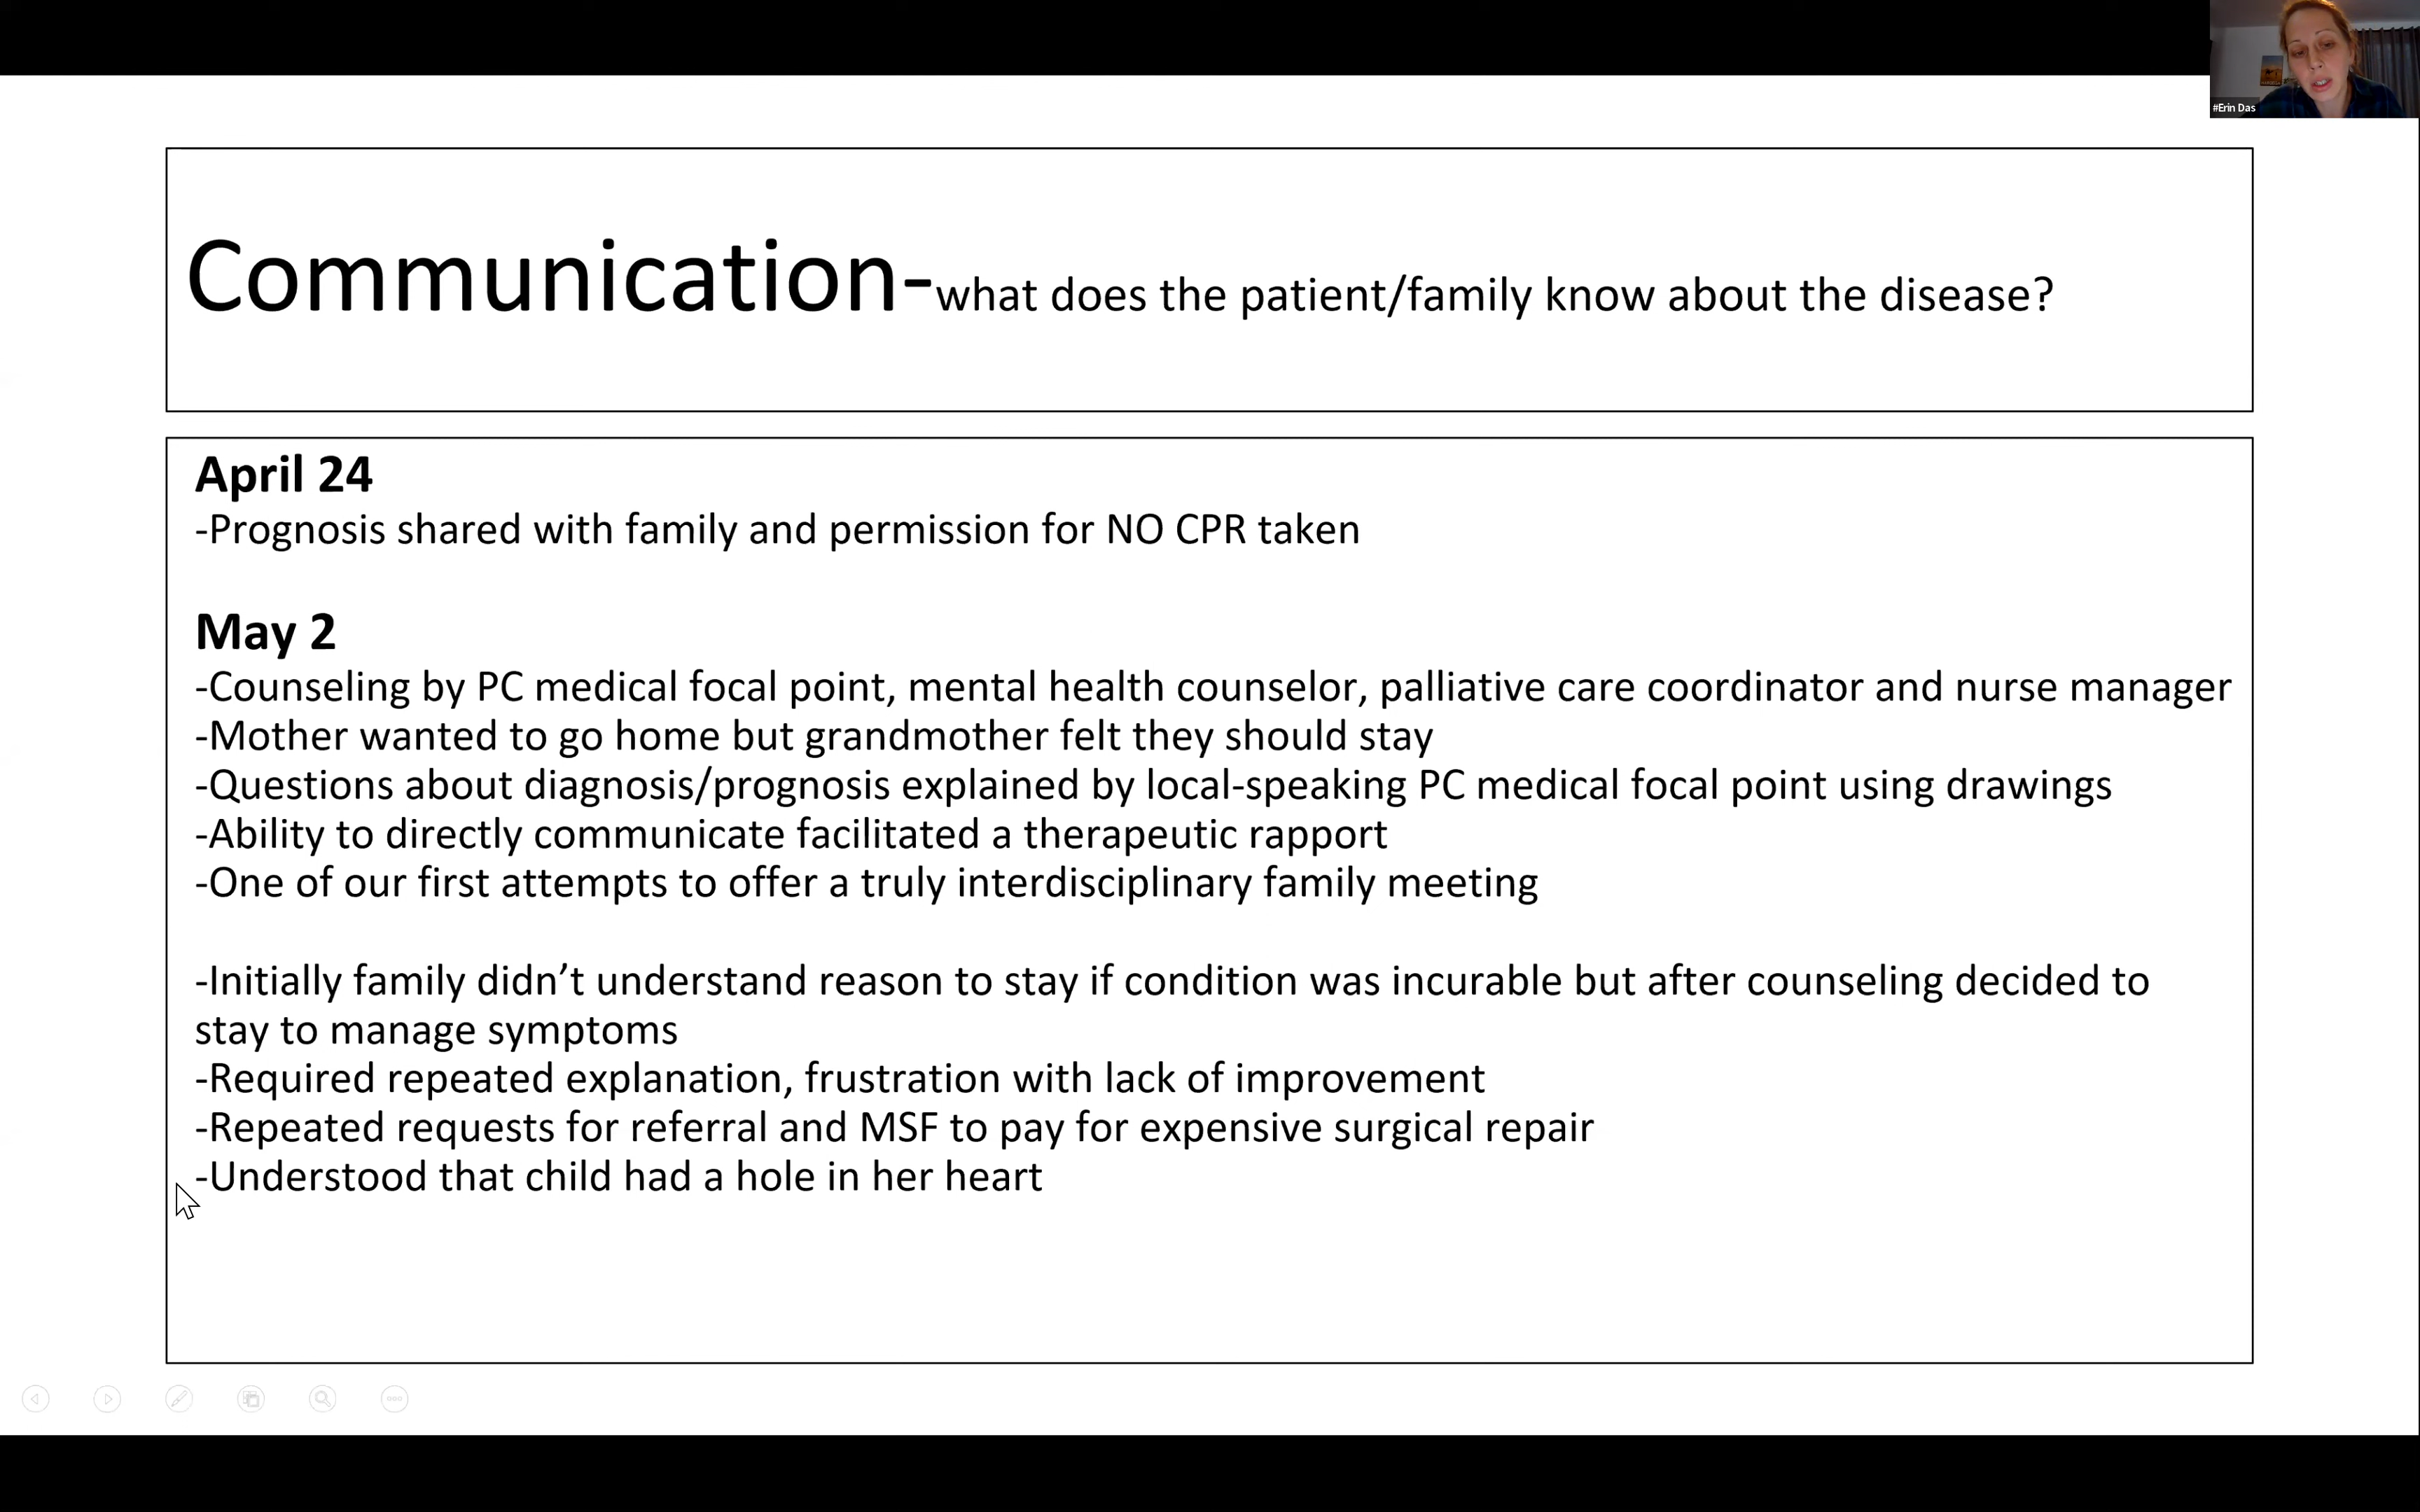 #Erin Das
Communication-what does the patient/family know about the disease?
April 24
-Prognosis shared with family and permission for NO CPR taken
May 2
-Counseling by PC medical focal point, mental health counselor, palliative care coordinator and nurse manager
-Mother wanted to go home but grandmother felt they should stay
-Questions about diagnosis/prognosis explained by local-speaking PC medical focal point using drawings
-Ability to directly communicate facilitated a therapeutic rapport
-One of our first attempts to offer a truly interdisciplinary family meeting
-Initially family didn’t understand reason to stay if condition was incurable but after counseling decided to
stay to manage symptoms
-Required repeated explanation, frustration with lack of improvement
-Repeated requests for referral and MSF to pay for expensive surgical repair
-Understood that child had a hole in her heart